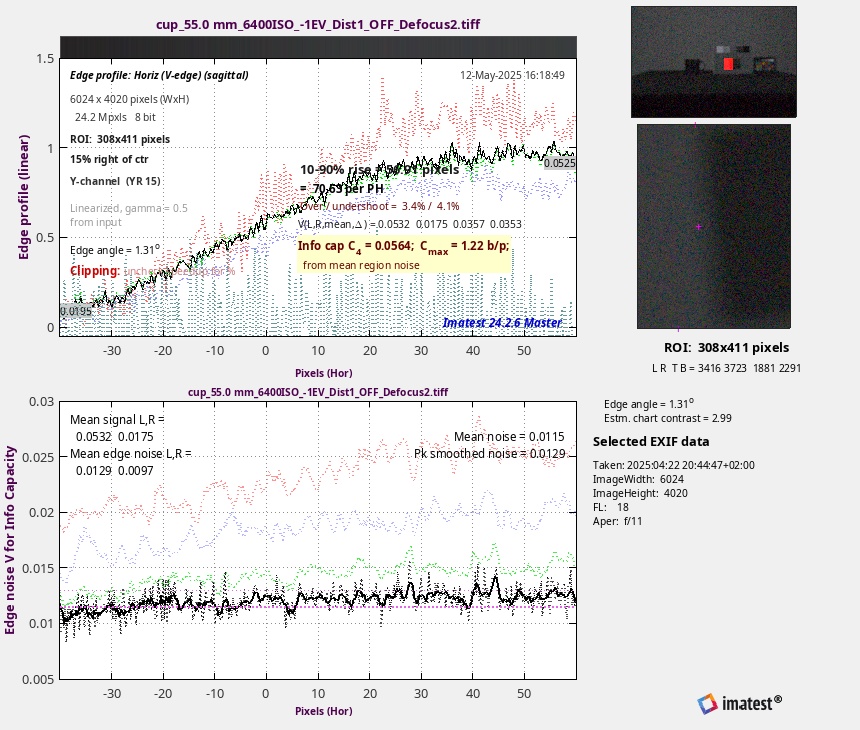 cup_55.0 mm_6400ISO_-1EV_Dist1_OFF_Defocus2.tiff
Edge profile: Horiz (V-edge) (sagittal)
12-May-2025 16:18:49
6024 x 4020 pixels (WxH)
24.2 Mpxls 8 bit
ROI: 308x411 pixels
15% right of ctr
Y-channel (YR 15)
Linearized, gamma = 0.5
from input
Edge angle = 1.31°
Clipping:
0.0195
0.0525
10-90% rise =
= 70.63 per PH
Over / undershoot = 3.4% / 4.1%
V(L,R,mean,Δ) = 0.0532 0.0175 0.0357 0.0353
Info cap C4 = 0.0564; Cmax = 1.22 b/p;
from mean region noise
Imatest 24.2.6 Master
Edge profile (linear)
1.5
1
0.5
0
-30 -20 -10 0 10 20 30 40 50
Pixels (Hor)
cup_55.0 mm_6400ISO_-1EV_Dist1_OFF_Defocus2.tiff
Mean signal L,R =
0.0532 0.0175
Mean edge noise L,R =
0.0129 0.0097
Mean noise = 0.0115
Pk smoothed noise = 0.0129
Edge noise V for Info Capacity
0.03
0.025
0.02
0.015
0.01
0.005
-30 -20 -10 0 10 20 30 40 50
Pixels (Hor)
ROI: 308x411 pixels
L R T B = 3416 3723 1881 2291
Edge angle = 1.31°
Estm. chart contrast = 2.99
Selected EXIF data
Taken: 2025:04:22 20:44:47+02:00
ImageWidth: 6024
ImageHeight: 4020
FL: 18
Aper: f/11
imatest®